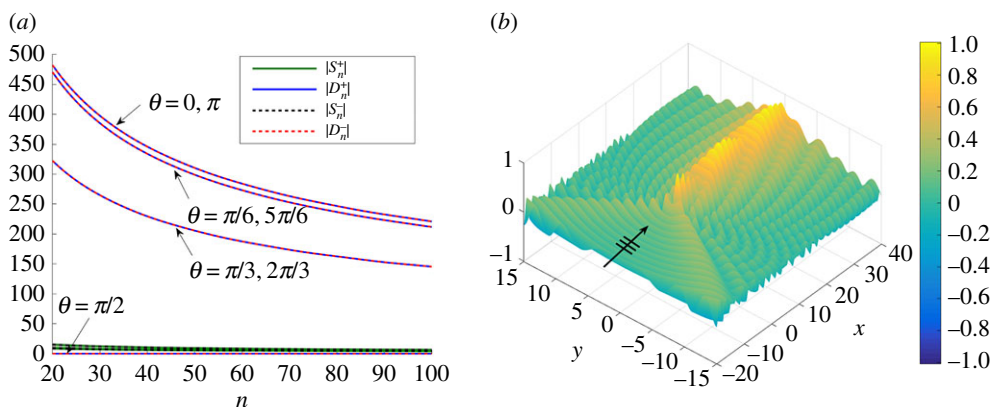 (a)
500
450
400
350
300
250
200
150
100
50
0
θ = 0, π
θ = π/6, 5π/6
θ = π/3, 2π/3
θ = π/2
|S_n^+|
|D_n^+|
|S_n^-|
|D_n^-|
20 30 40 50 60 70 80 90 100
n
(b)
1
0
–1
15 10 5 0 –5 –10 –15
y
–20 –10 0 10 20 30 40
x
1.0
0.8
0.6
0.4
0.2
0
–0.2
–0.4
–0.6
–0.8
–1.0